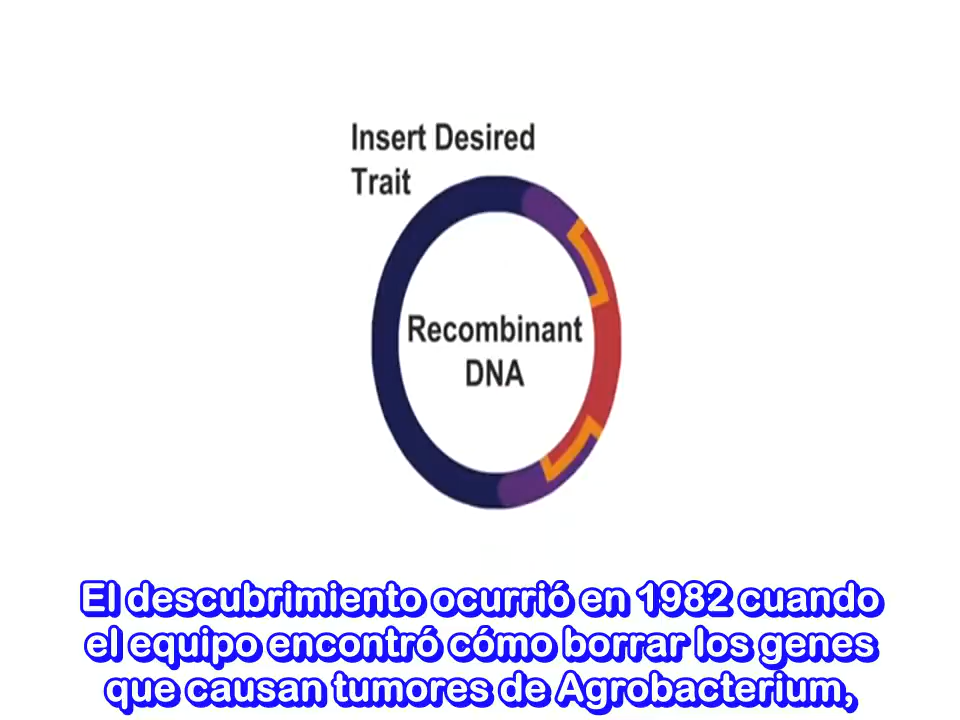 Insert Desired
Trait
Recombinant
DNA
El descubrimiento ocurrió en 1982 cuando
el equipo encontró cómo borrar los genes
que causan tumores de Agrobacterium,